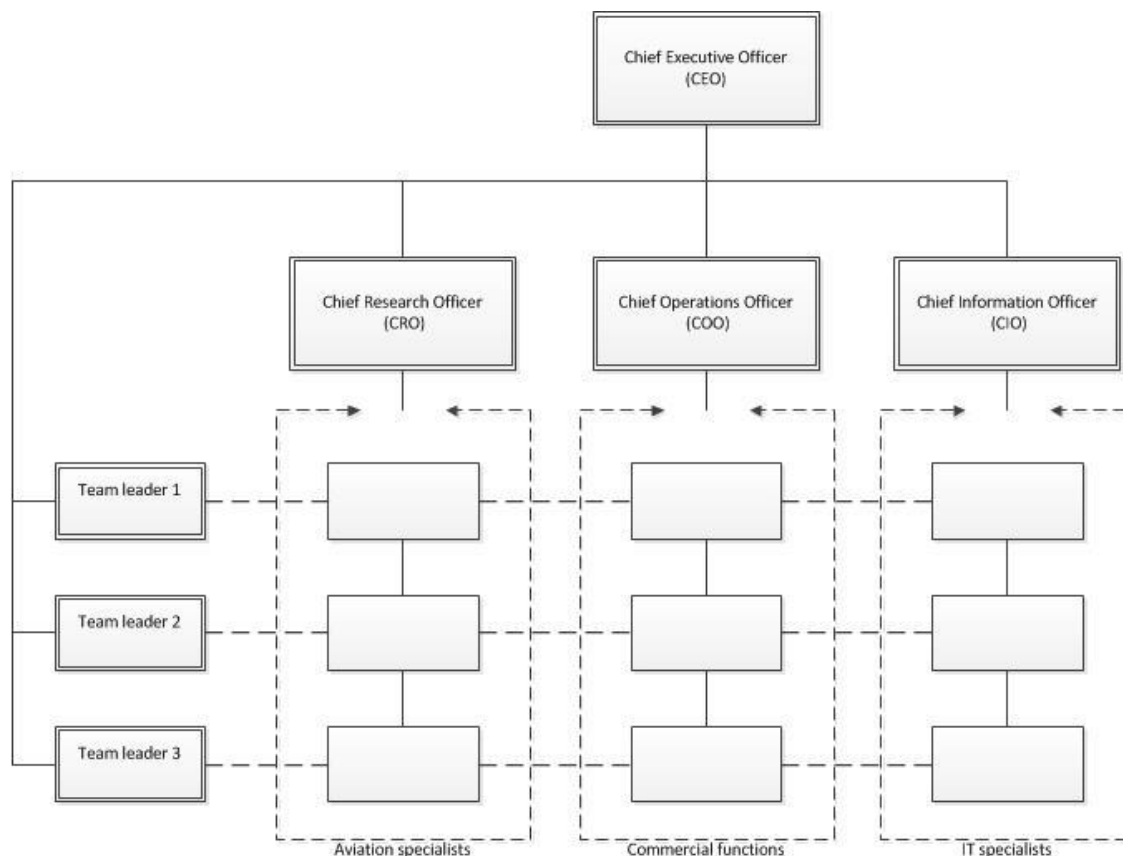 Chief Executive Officer
(CEO)
Chief Research Officer
(CRO)
Chief Operations Officer
(COO)
Chief Information Officer
(CIO)
Team leader 1
Team leader 2
Team leader 3
Aviation specialists
Commercial functions
IT specialists